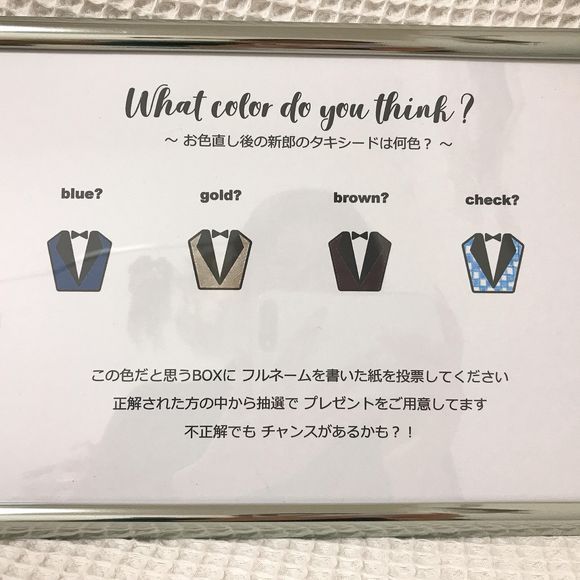 What color do you think?
～ お色直し後の新郎のタキシードは何色？ ～
blue? gold? brown? check?
この色だと思うBOXに フルネームを書いた紙を投票してください
正解された方の中から抽選で プレゼントをご用意してます
不正解でも チャンスがあるかも？！